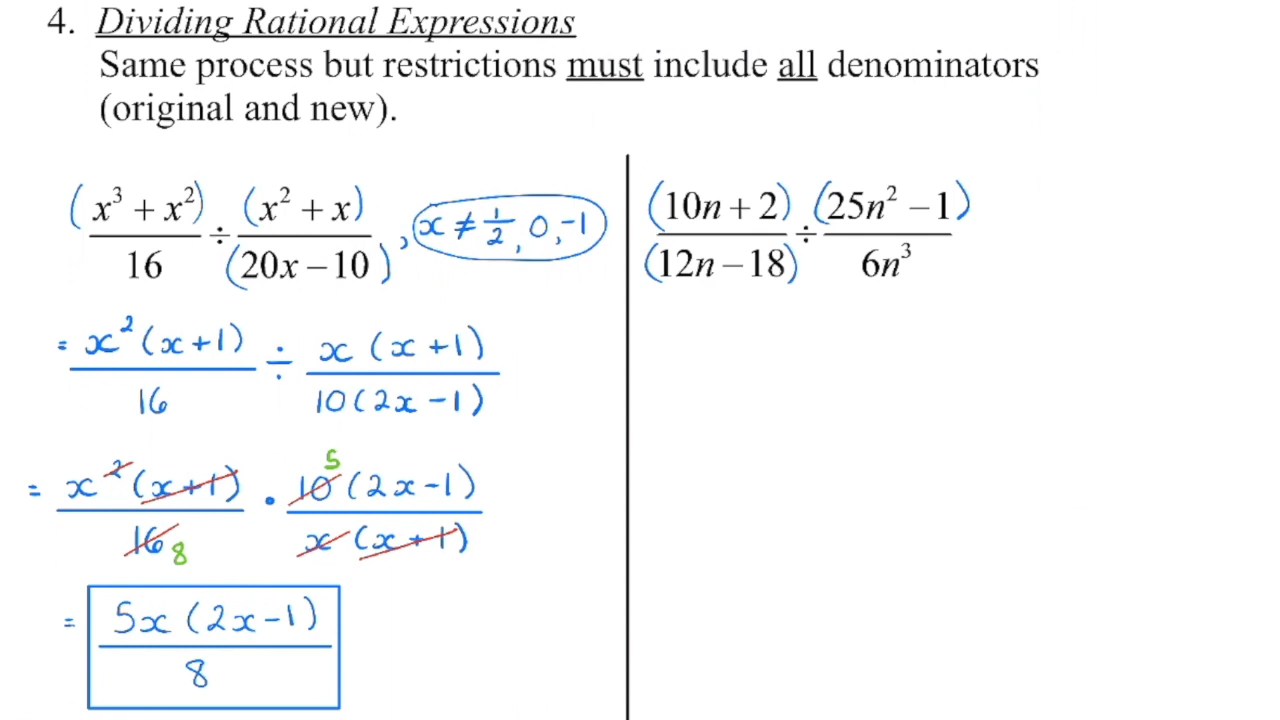 4. Dividing Rational Expressions
Same process but restrictions must include all denominators
(original and new).
(x³ + x²)/16 ÷ (x² + x)/(20x – 10), x ≠ 1/2, 0, -1
= x²(x+1)/16 ÷ x(x+1)/10(2x-1)
= x²(x+1)/16 8 · 10 5(2x-1)/x(x+1)
= 5x(2x-1)/8
(10n + 2)/(12n – 18) ÷ (25n² – 1)/6n³